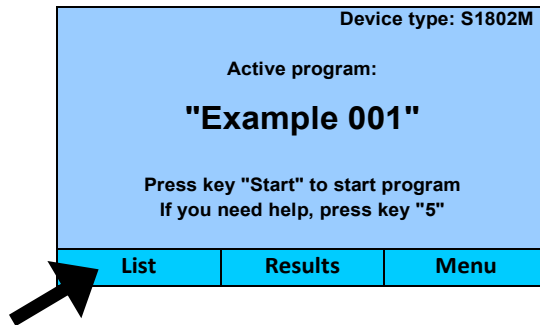 Device type: S1802M
Active program:
"Example 001"
Press key "Start" to start program
If you need help, press key "5"
List Results Menu